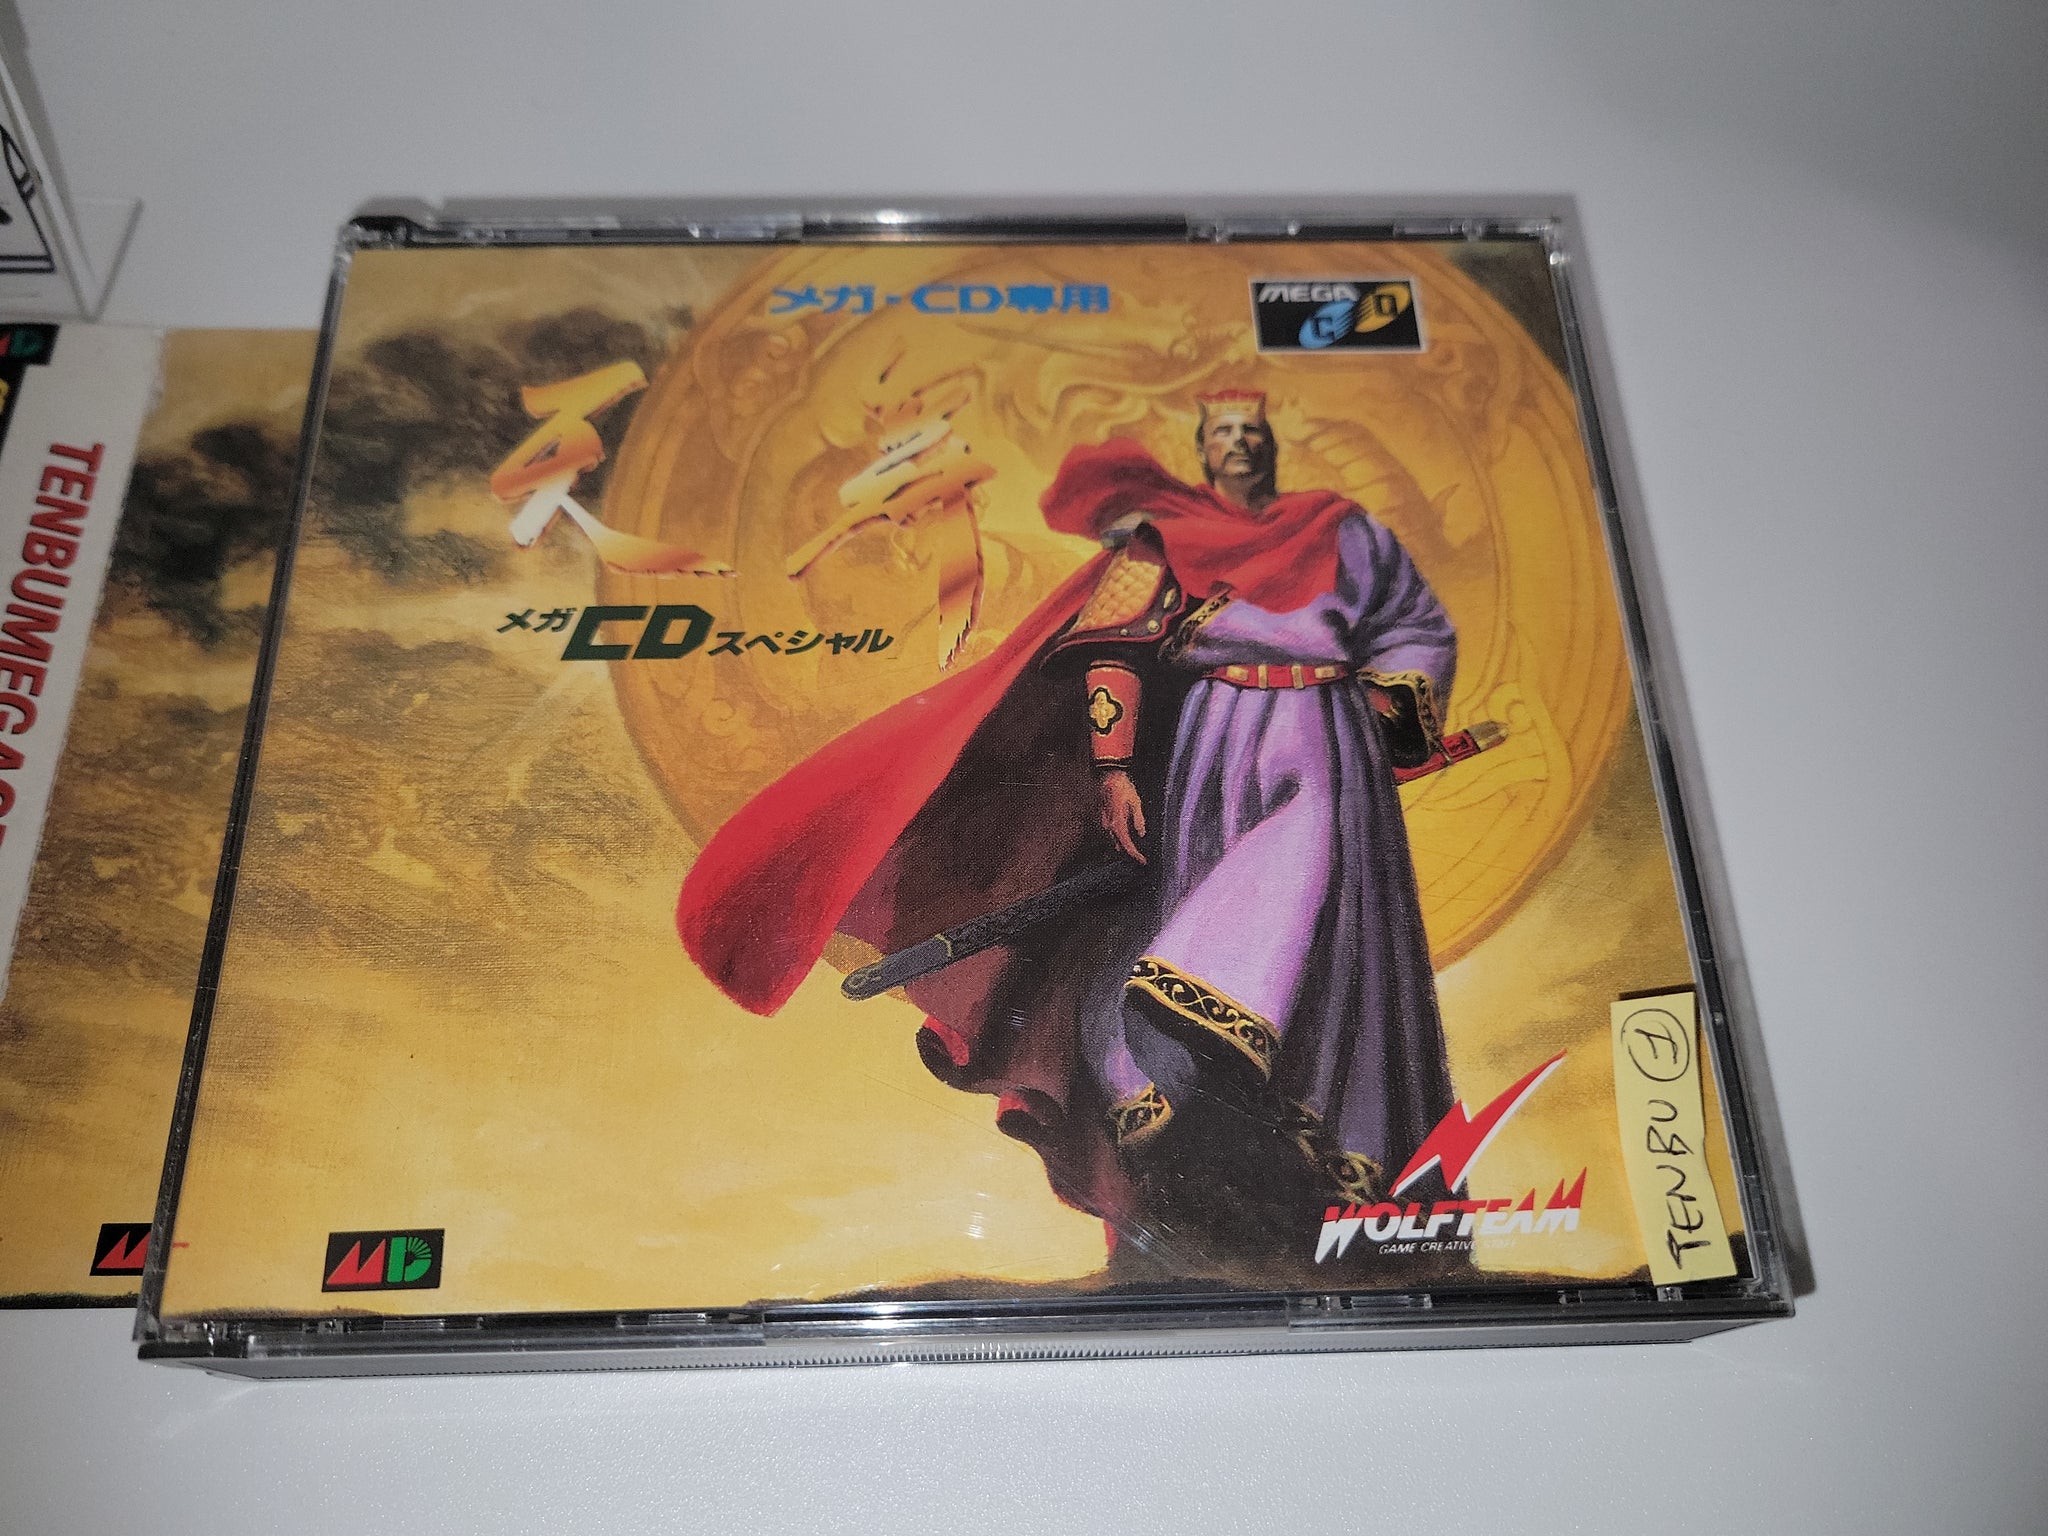 メガ・CD専用
MEGA
CD
天舞
メガCDスペシャル
TENBU ①
WOLFTEAM
GAME CREATIVE STAFF
MD
TENBUMEGACD